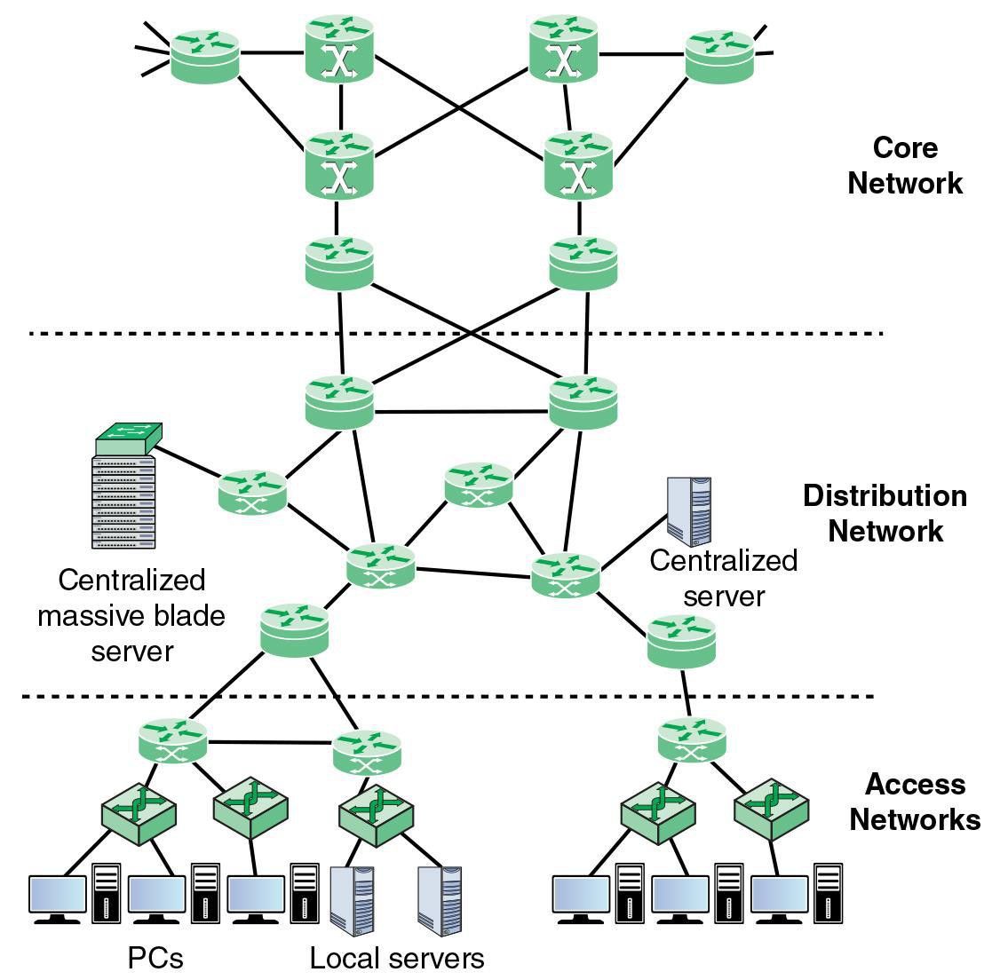 Core
Network
Distribution
Network
Centralized
server
Centralized
massive blade
server
Access
Networks
PCs
Local servers